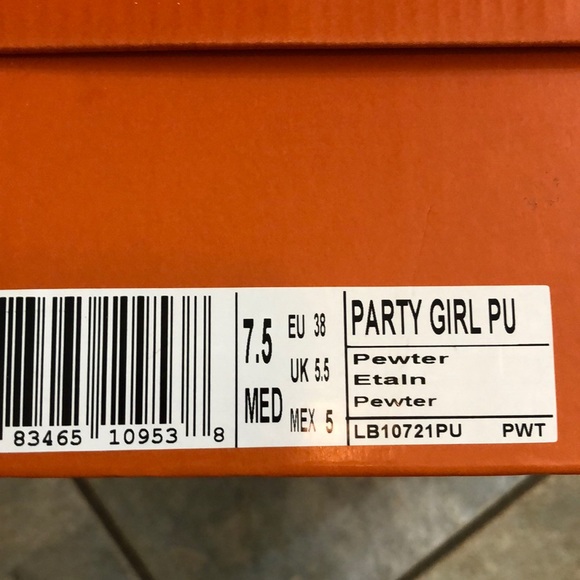 83465 10953 8
7.5
MED
EU 38
UK 5.5
MEX 5
PARTY GIRL PU
Pewter
Etain
Pewter
LB10721PU PWT